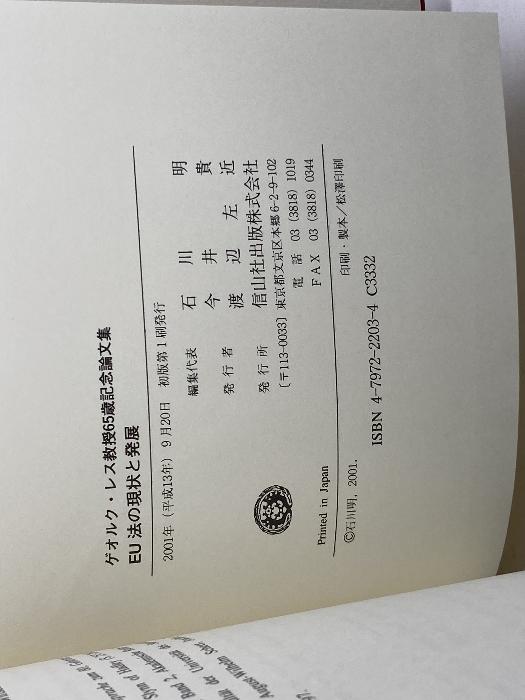 ゲオルク・レス教授65歳記念論文集
EU 法の現状と発展
2001年（平成13年）9月20日　初版第1刷発行
編集代表　石川　明
発行者　今井　貴
渡辺　左近
発行所　信山社出版株式会社
〔〒113-0033〕東京都文京区本郷6-2-9-102
電話　03（3818）1019
FAX　03（3818）0344
Printed in Japan
印刷・製本／松澤印刷
©石川明，2001.
ISBN 4-7972-2203-4 C3332